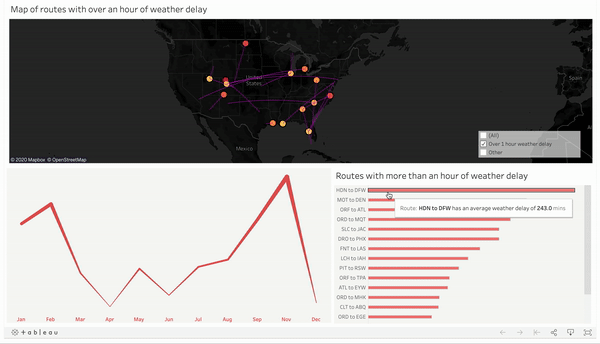 Map of routes with over an hour of weather delay
United
States
Mexico
Spain
(All)
Over 1 hour weather delay
Other
© 2020 Mapbox © OpenStreetMap
Routes with more than an hour of weather delay
HDN to DFW
MOT to DEN
ORF to ATL
ORD to MQT
SLC to JAC
DRO to PHX
FNT to LAS
LCH to IAH
PIT to RSW
ORF to TPA
ATL to EYW
ORD to MHK
CLT to ABQ
ORD to EGE
Route: HDN to DFW has an average weather delay of 243.0 mins
Jan Feb Mar Apr May Jun Jul Aug Sep Oct Nov Dec
+ a b l e a u